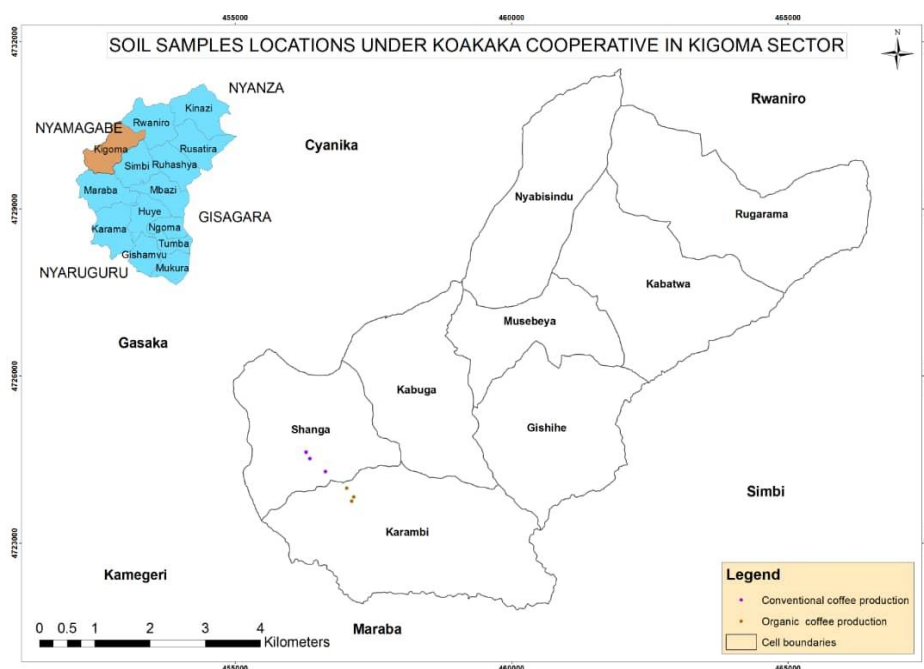 455000 460000 465000
SOIL SAMPLES LOCATIONS UNDER KOAKAKA COOPERATIVE IN KIGOMA SECTOR
N
4732000
4729000
4726000
4723000
NYANZA
Kinazi
Rwaniro
NYAMAGABE
Kigoma
Rusatira
Simbi
Ruhashya
Maraba
Mbazi
Huye
GISAGARA
Karama
Ngoma
Tumba
Gishamvu
NYARUGURU
Mukura
Rwaniro
Cyanika
Nyabisindu
Rugarama
Kabatwa
Musebeya
Gasaka
Kabuga
Shanga
Gishihe
Simbi
Karambi
Kamegeri
Maraba
0 0.5 1 2 3 4
Kilometers
Legend
Conventional coffee production
Organic coffee production
Cell boundaries
455000 460000 465000